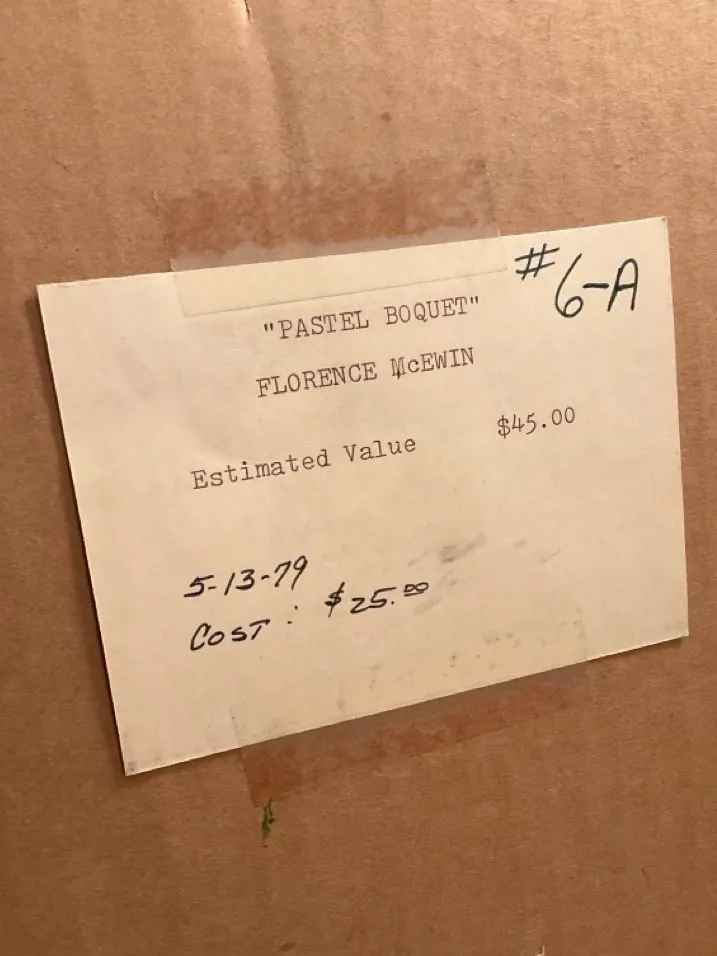 #6-A
"PASTEL BOQUET"
FLORENCE McEWIN
Estimated Value $45.00
5-13-79
COST: $25.00